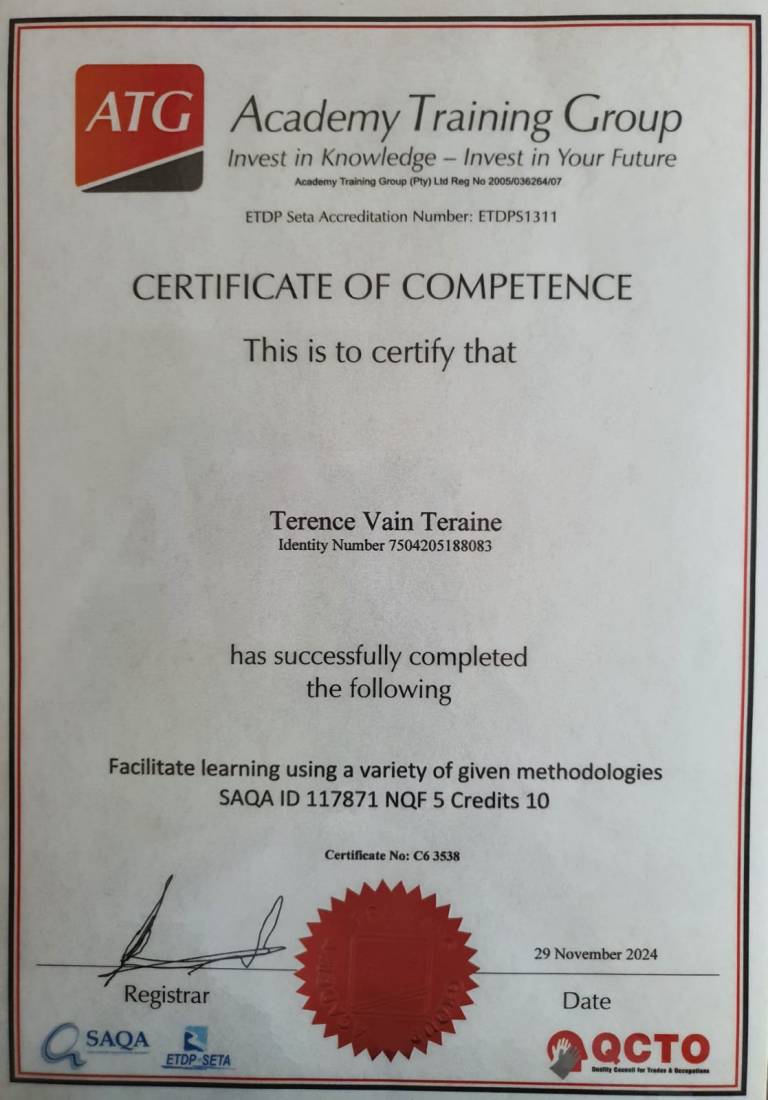 ATG
Academy Training Group
Invest in Knowledge – Invest in Your Future
Academy Training Group (Pty) Ltd Reg No 2005/036264/07
ETDP Seta Accreditation Number: ETDPS1311
CERTIFICATE OF COMPETENCE
This is to certify that
Terence Vain Teraine
Identity Number 7504205188083
has successfully completed
the following
Facilitate learning using a variety of given methodologies
SAQA ID 117871 NQF 5 Credits 10
Certificate No: C6 3538
29 November 2024
Registrar
Date
SAQA
ETDP-SETA
QCTO
Quality Council for Trades & Occupations